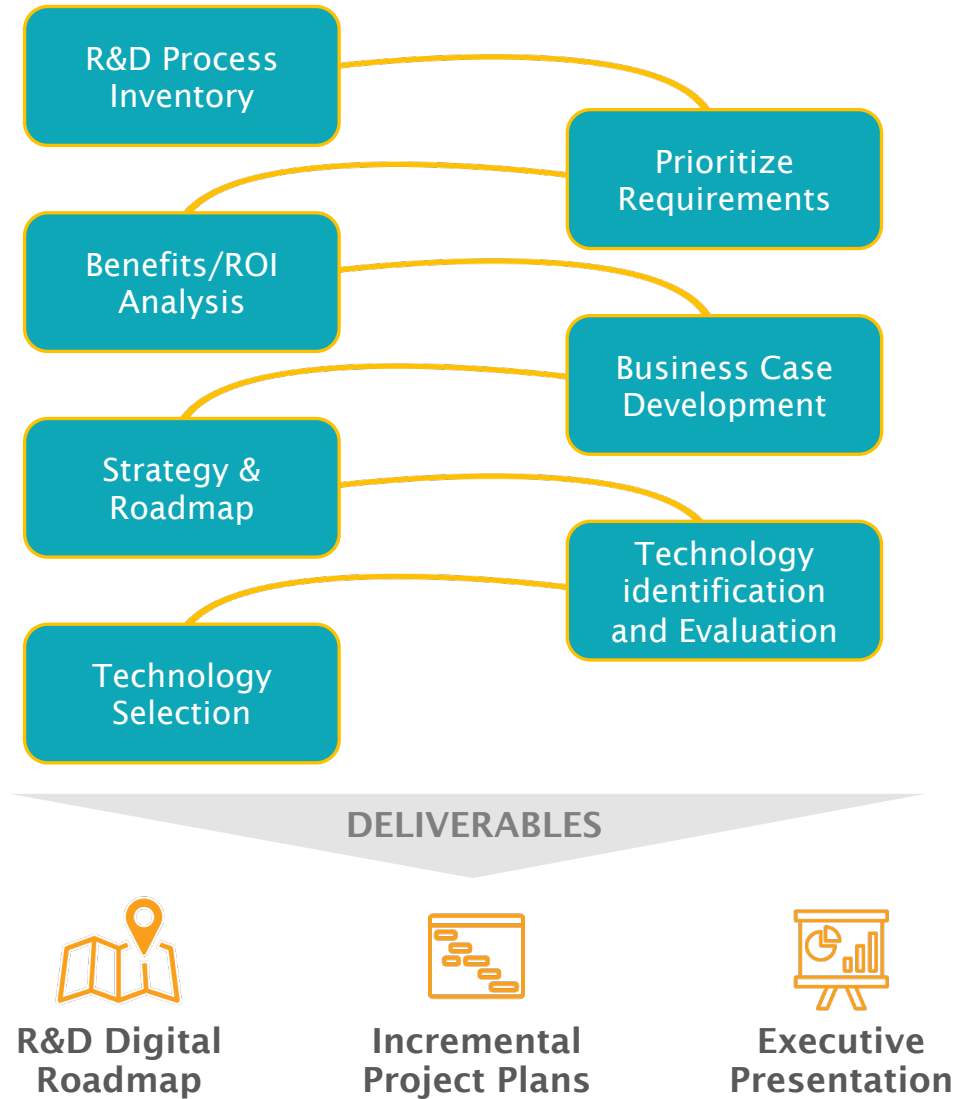 R&D Process
Inventory
Prioritize
Requirements
Benefits/ROI
Analysis
Business Case
Development
Strategy &
Roadmap
Technology
identification
and Evaluation
Technology
Selection
DELIVERABLES
R&D Digital
Roadmap
Incremental
Project Plans
Executive
Presentation